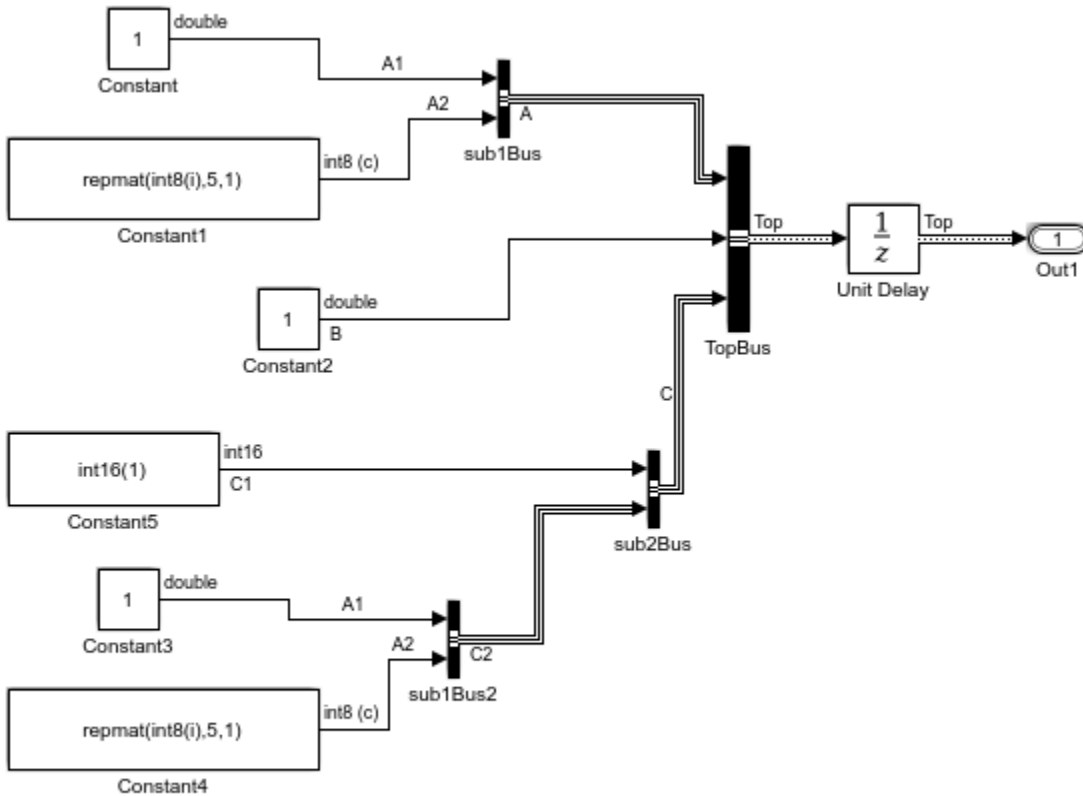 double
1
Constant
A1
A2
A
sub1Bus
repmat(int8(i),5,1)
int8 (c)
Constant1
Top
1
z
Unit Delay
Top
1
Out1
double
1
B
Constant2
TopBus
C
int16
int16(1)
C1
Constant5
sub2Bus
double
1
A1
Constant3
A2
C2
sub1Bus2
repmat(int8(i),5,1)
int8 (c)
Constant4